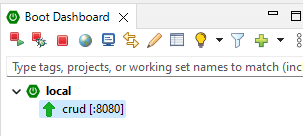 Boot Dashboard
Type tags, projects, or working set names to match (inc
local
crud [:8080]